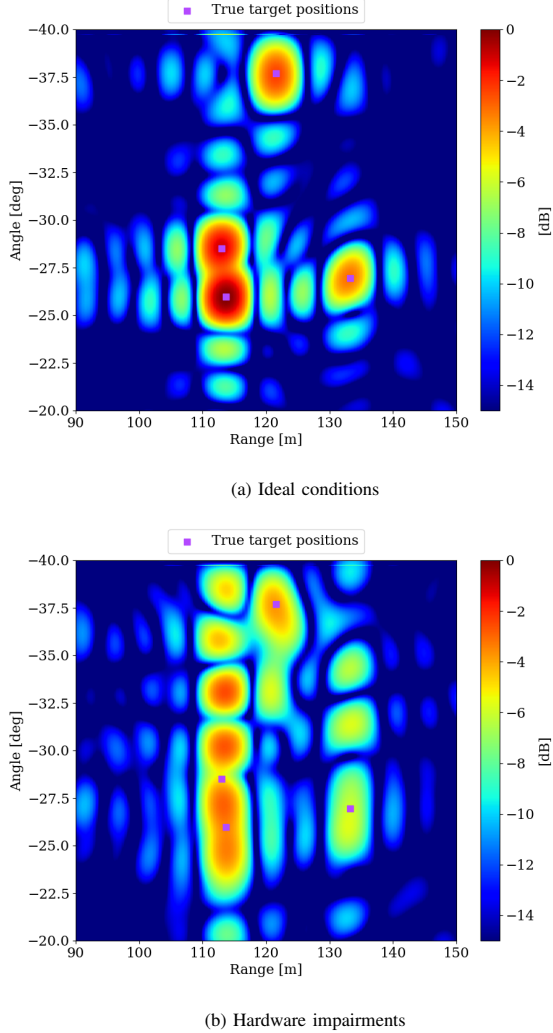 True target positions
−40.0
−37.5
−35.0
−32.5
−30.0
−27.5
−25.0
−22.5
−20.0
Angle [deg]
90 100 110 120 130 140 150
Range [m]
0
−2
−4
−6
−8
−10
−12
−14
[dB]
(a) Ideal conditions
True target positions
−40.0
−37.5
−35.0
−32.5
−30.0
−27.5
−25.0
−22.5
−20.0
Angle [deg]
90 100 110 120 130 140 150
Range [m]
0
−2
−4
−6
−8
−10
−12
−14
[dB]
(b) Hardware impairments